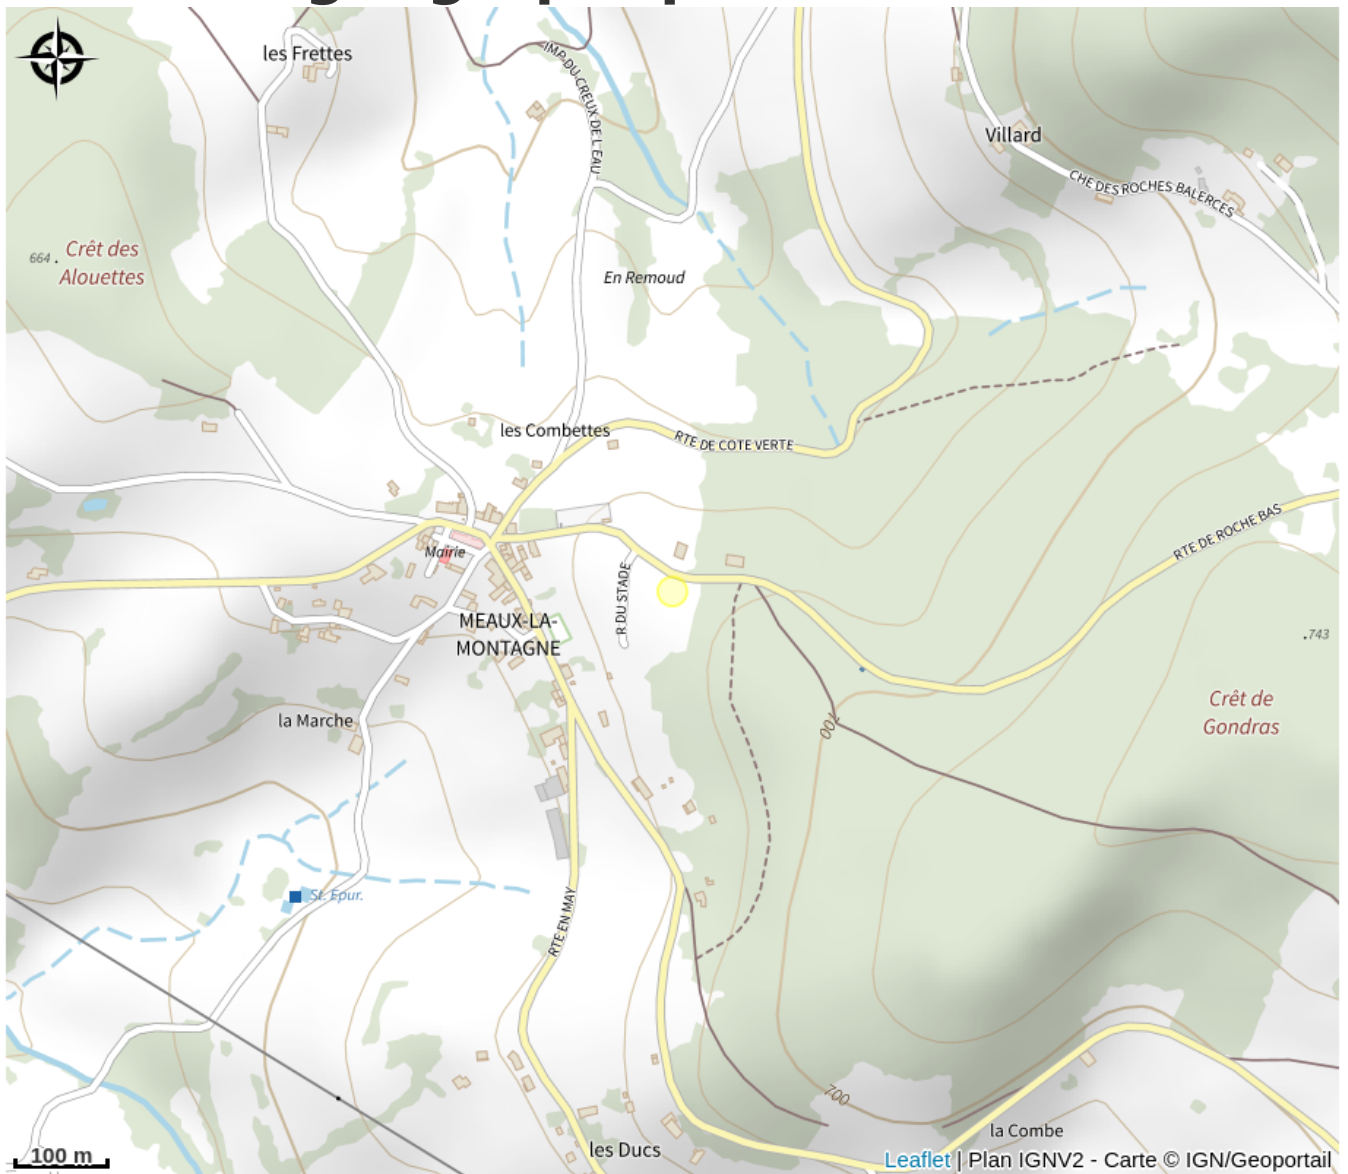 les Frettes
IMP DU CREUX DE L EAU
Villard
CHE DES ROCHES BALERCES
Crêt des
Alouettes
664 .
En Remoud
les Combettes
RTE DE COTE VERTE
RTE DE ROCHE BAS
Mairie
R DU STADE
MEAUX-LA-
MONTAGNE
.743
Crêt de
Gondras
la Marche
700
St. Epur.
RTE EN MAY
700
la Combe
les Ducs
100 m
Leaflet | Plan IGNV2 - Carte © IGN/Geoportail